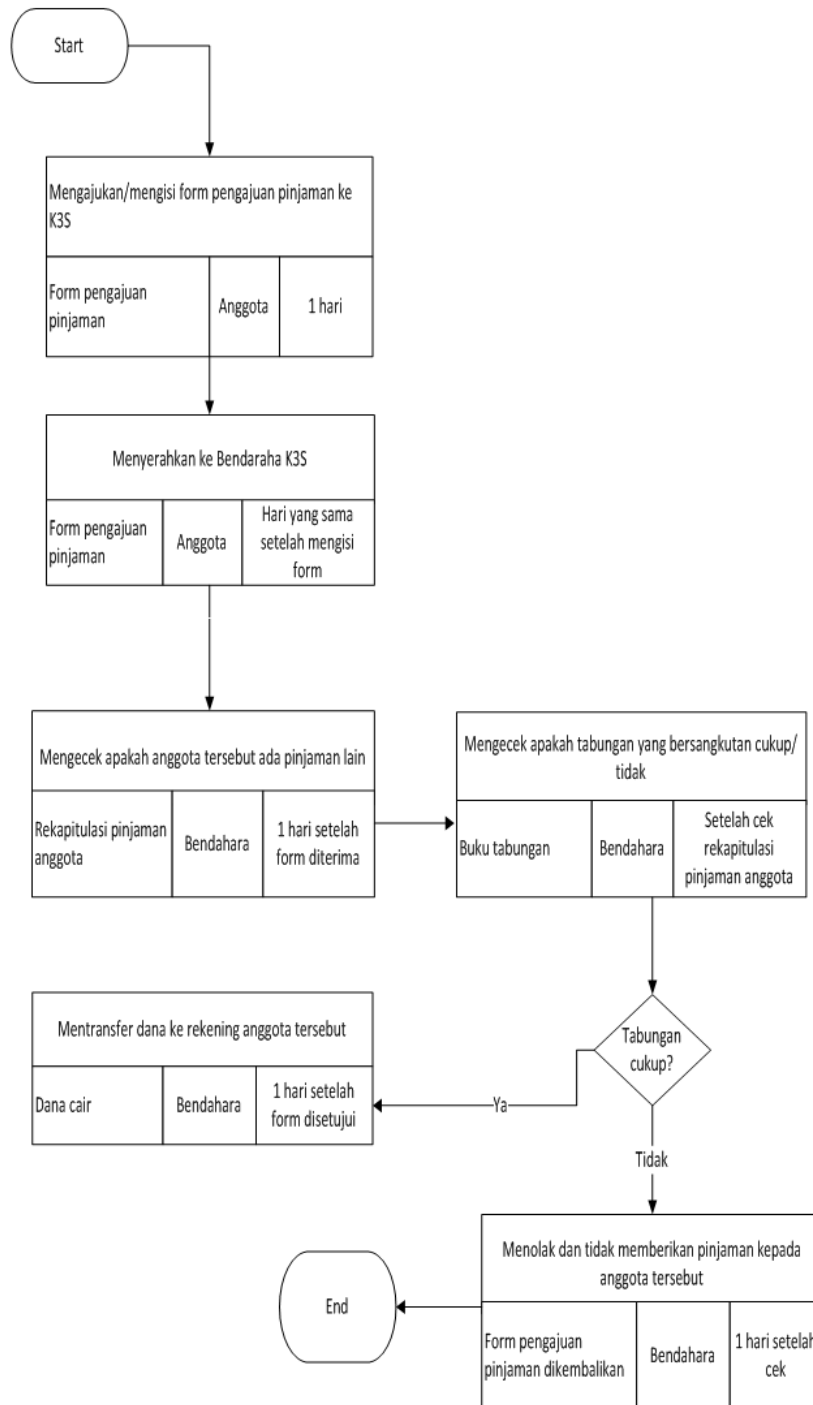 Start
Mengajukan/mengisi form pengajuan pinjaman ke
K3S
Form pengajuan
pinjaman
Anggota
1 hari
Menyerahkan ke Bendaraha K3S
Form pengajuan
pinjaman
Anggota
Hari yang sama
setelah mengisi
form
Mengecek apakah anggota tersebut ada pinjaman lain
Rekapitulasi pinjaman
anggota
Bendahara
1 hari setelah
form diterima
Mengecek apakah tabungan yang bersangkutan cukup/
tidak
Buku tabungan
Bendahara
Setelah cek
rekapitulasi
pinjaman anggota
Tabungan
cukup?
Ya
Mentransfer dana ke rekening anggota tersebut
Dana cair
Bendahara
1 hari setelah
form disetujui
Tidak
Menolak dan tidak memberikan pinjaman kepada
anggota tersebut
Form pengajuan
pinjaman dikembalikan
Bendahara
1 hari setelah
cek
End